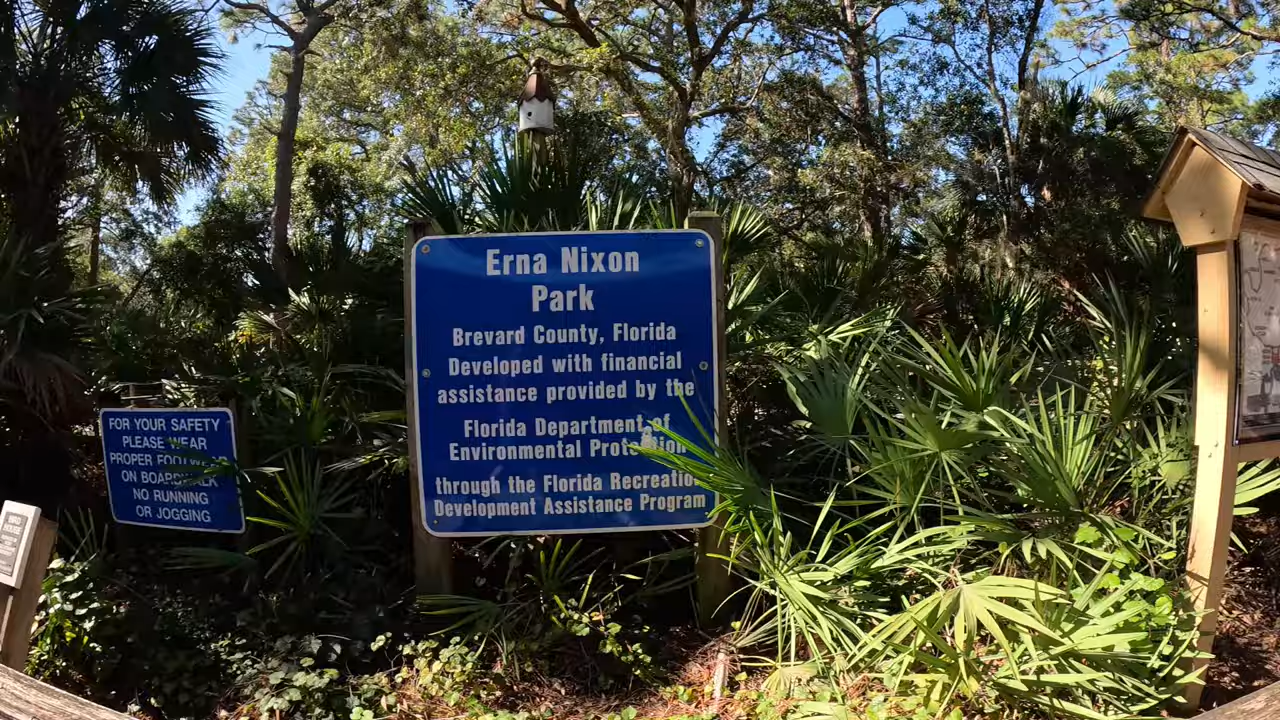 Erna Nixon
Park
Brevard County, Florida
Developed with financial
assistance provided by the
Florida Department of
Environmental Protection
through the Florida Recreation
Development Assistance Program
FOR YOUR SAFETY
PLEASE WEAR
PROPER FOOTWEAR
ON BOARDWALK
NO RUNNING
OR JOGGING